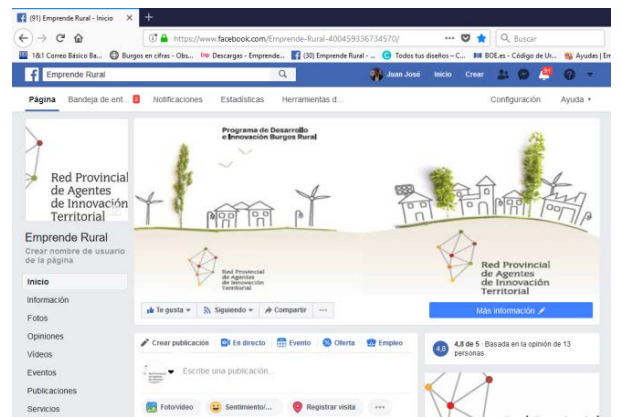 (91) Emprende Rural - Inicio
https://www.facebook.com/Emprende-Rural-400459336734570/
Buscar
1&1 Correo Básico Ba...
Burgos en cifras - Obs...
Descargas - Emprende...
(30) Emprende Rural - ...
Todos tus diseños – C...
BOE.es - Código de Ur...
Ayudas | Em
Emprende Rural
Juan José
Inicio
Crear
91
Página
Bandeja de ent...
3
Notificaciones
Estadísticas
Herramientas d...
Configuración
Ayuda
Red Provincial
de Agentes
de Innovación
Territorial
Programa de Desarrollo
e Innovación Burgos Rural
Red Provincial
de Agentes
de Innovación
Territorial
Red Provincial
de Agentes
de Innovación
Territorial
Emprende Rural
Crear nombre de usuario
de la página
Inicio
Información
Fotos
Opiniones
Vídeos
Eventos
Publicaciones
Servicios
Te gusta
Siguiendo
Compartir
Más información
Crear publicación
En directo
Evento
Oferta
Empleo
Escribe una publicación...
Foto/vídeo
Sentimiento/...
Registrar visita
4,8
4,8 de 5 · Basada en la opinión de 13
personas